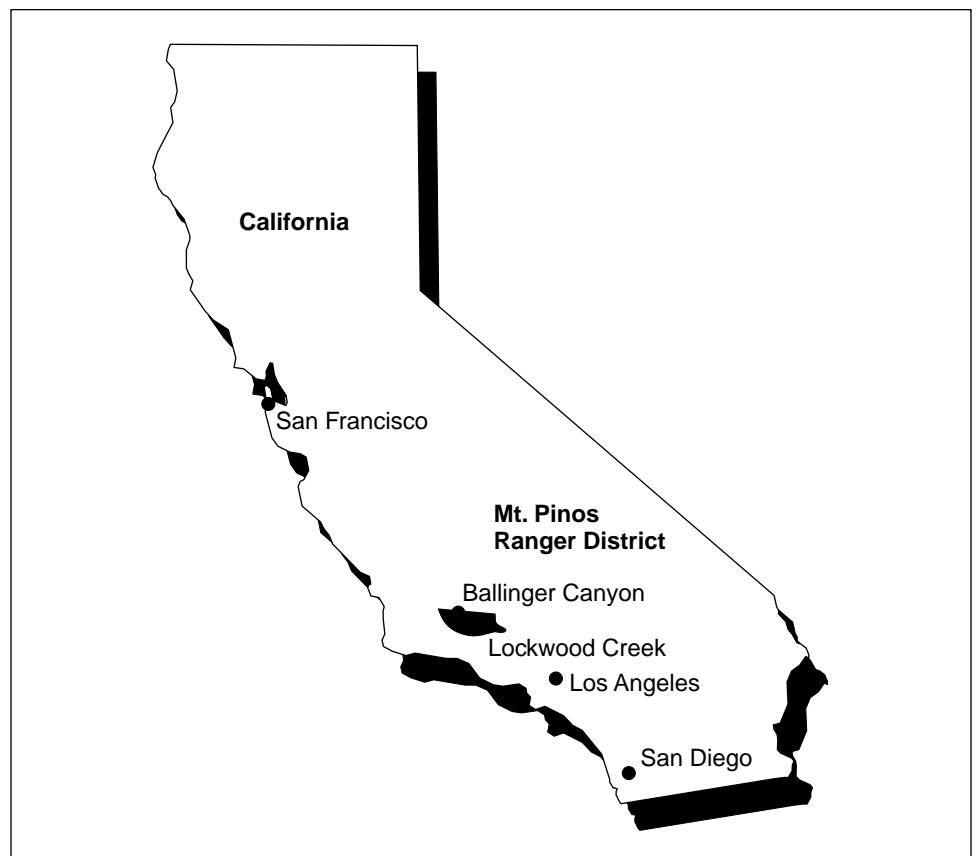 California
San Francisco
Mt. Pinos
Ranger District
Ballinger Canyon
Lockwood Creek
Los Angeles
San Diego